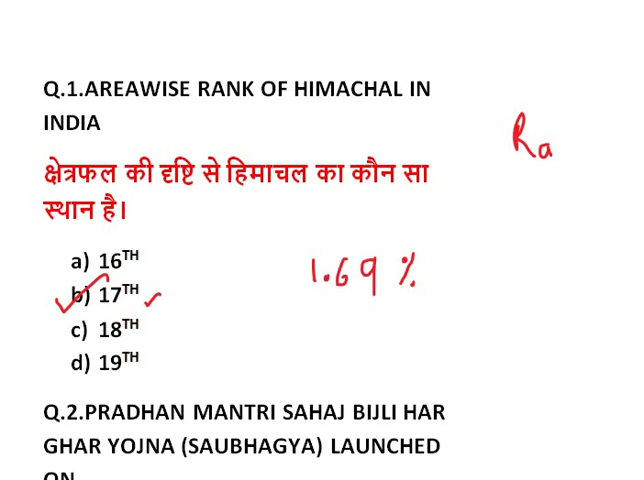 Q.1.AREAWISE RANK OF HIMACHAL IN
INDIA
Ra
क्षेत्रफल की दृष्टि से हिमाचल का कौन सा
स्थान है।
a) 16TH
b) 17TH
1.69 %
c) 18TH
d) 19TH
Q.2.PRADHAN MANTRI SAHAJ BIJLI HAR
GHAR YOJNA (SAUBHAGYA) LAUNCHED
ON